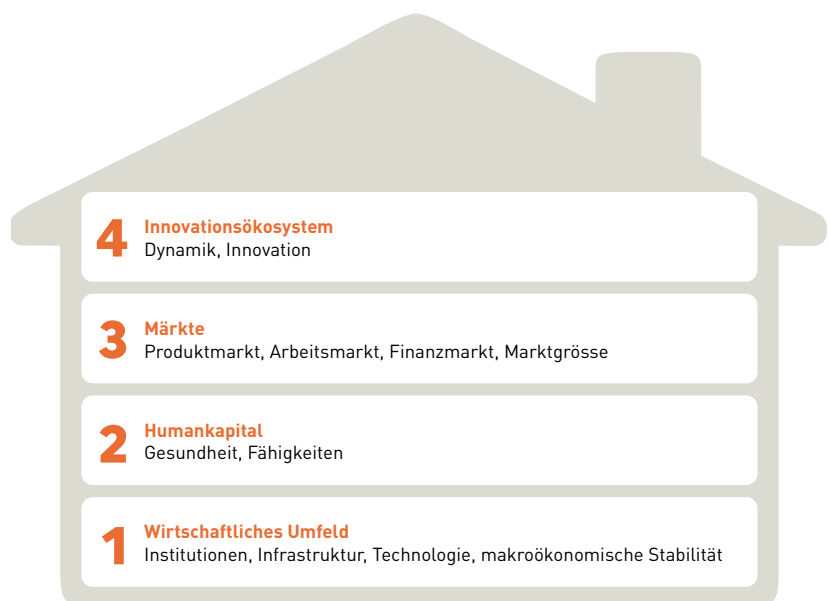 4 Innovationsökosystem
Dynamik, Innovation
3 Märkte
Produktmarkt, Arbeitsmarkt, Finanzmarkt, Marktgrösse
2 Humankapital
Gesundheit, Fähigkeiten
1 Wirtschaftliches Umfeld
Institutionen, Infrastruktur, Technologie, makroökonomische Stabilität